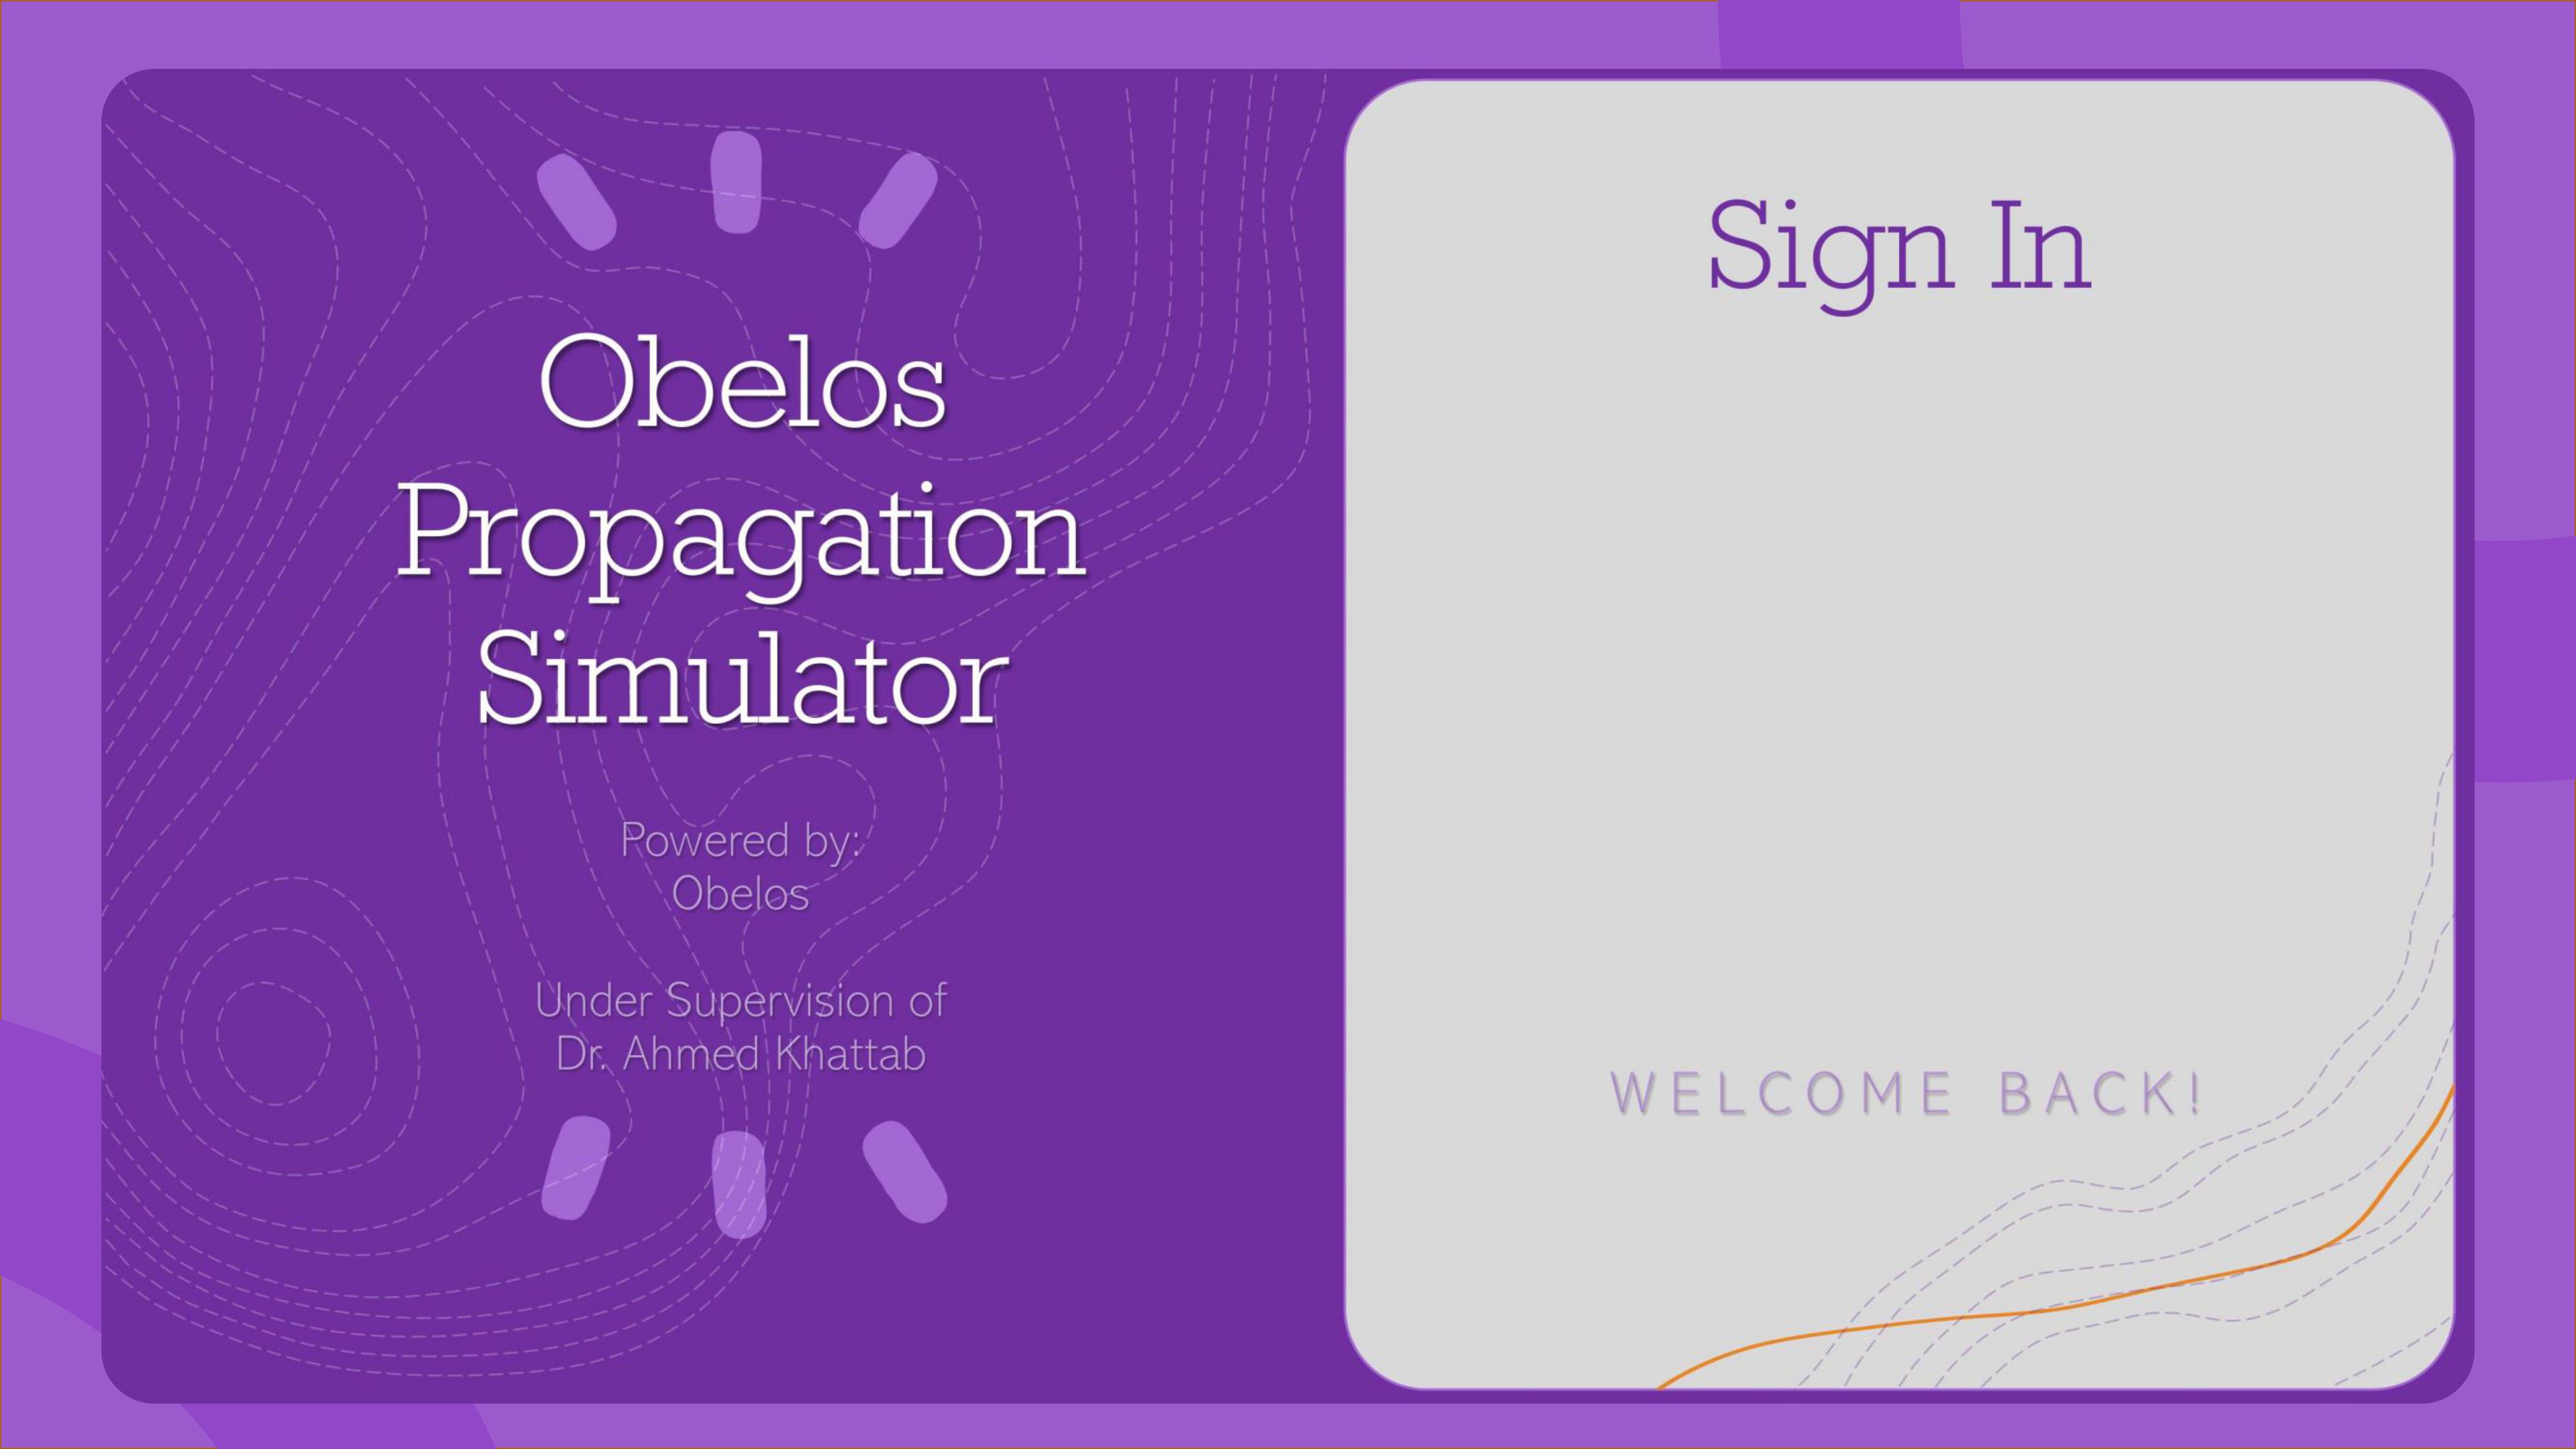 Obelos
Propagation
Simulator
Powered by:
Obelos
Under Supervision of
Dr. Ahmed Khattab
Sign In
WELCOME BACK!